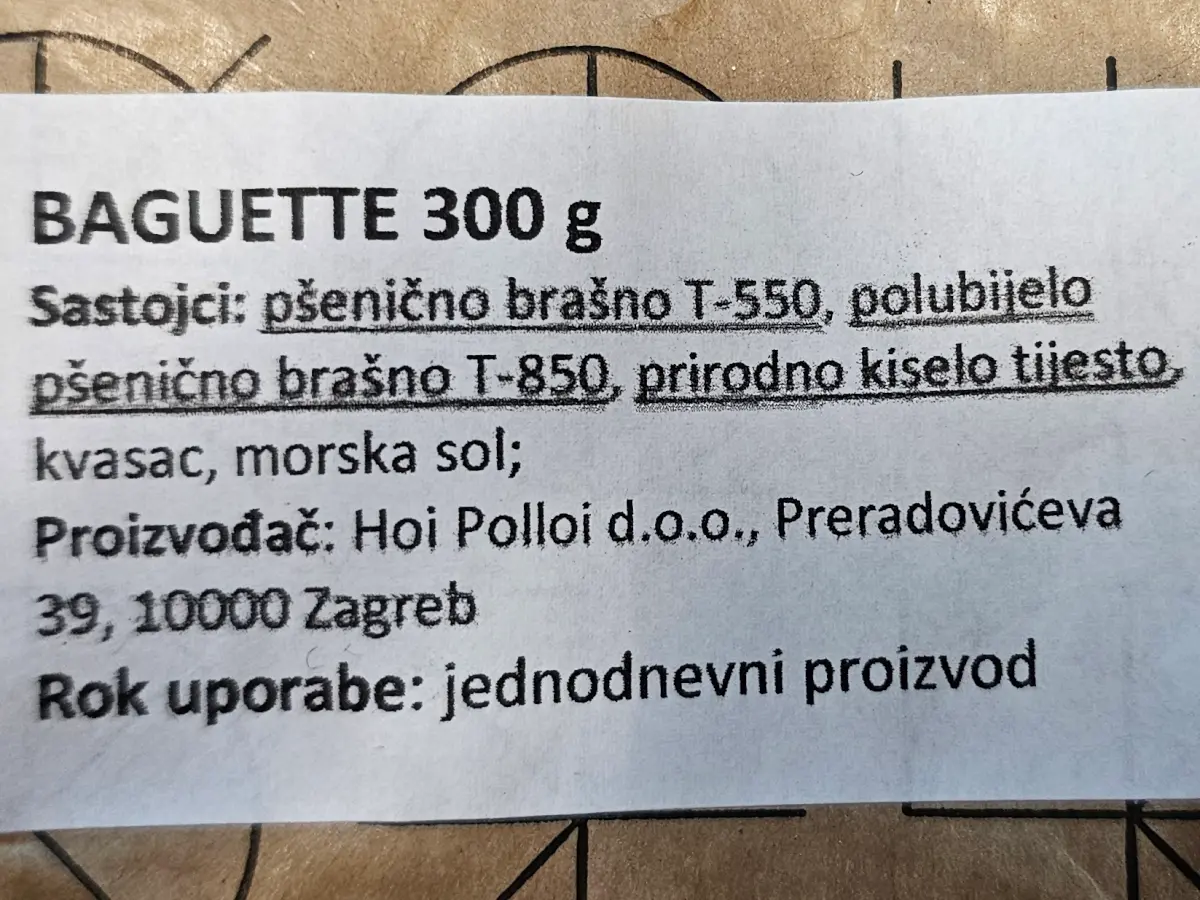 BAGUETTE 300 g
Sastojci: pšenično brašno T-550, polubijelo
pšenično brašno T-850, prirodno kiselo tijesto,
kvasac, morska sol;
Proizvođač: Hoi Polloi d.o.o., Preradovićeva
39, 10000 Zagreb
Rok uporabe: jednodnevni proizvod